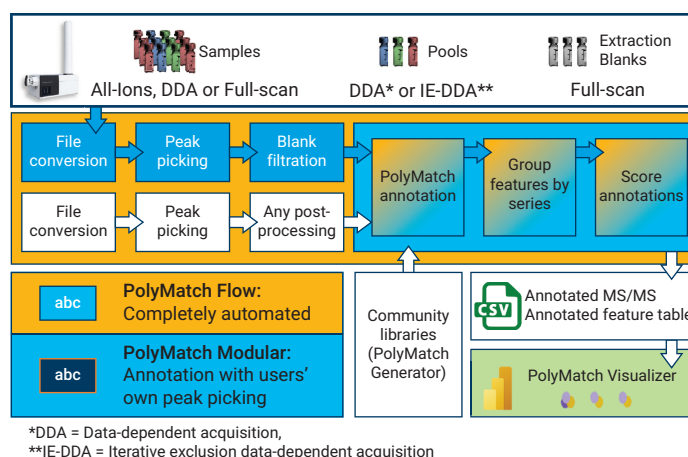 Samples
All-Ions, DDA or Full-scan
Pools
DDA* or IE-DDA**
Extraction
Blanks
Full-scan
File
conversion
Peak
picking
Blank
filtration
PolyMatch
annotation
Group
features by
series
Score
annotations
File
conversion
Peak
picking
Any post-
processing
abc
PolyMatch Flow:
Completely automated
abc
PolyMatch Modular:
Annotation with users'
own peak picking
Community
libraries
(PolyMatch
Generator)
CSV
Annotated MS/MS
Annotated feature table
PolyMatch Visualizer
*DDA = Data-dependent acquisition,
**IE-DDA = Iterative exclusion data-dependent acquisition